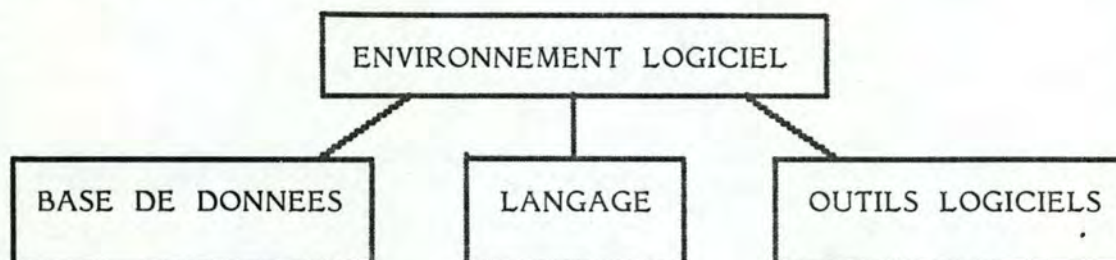 ENVIRONNEMENT LOGICIEL
BASE DE DONNEES
LANGAGE
OUTILS LOGICIELS